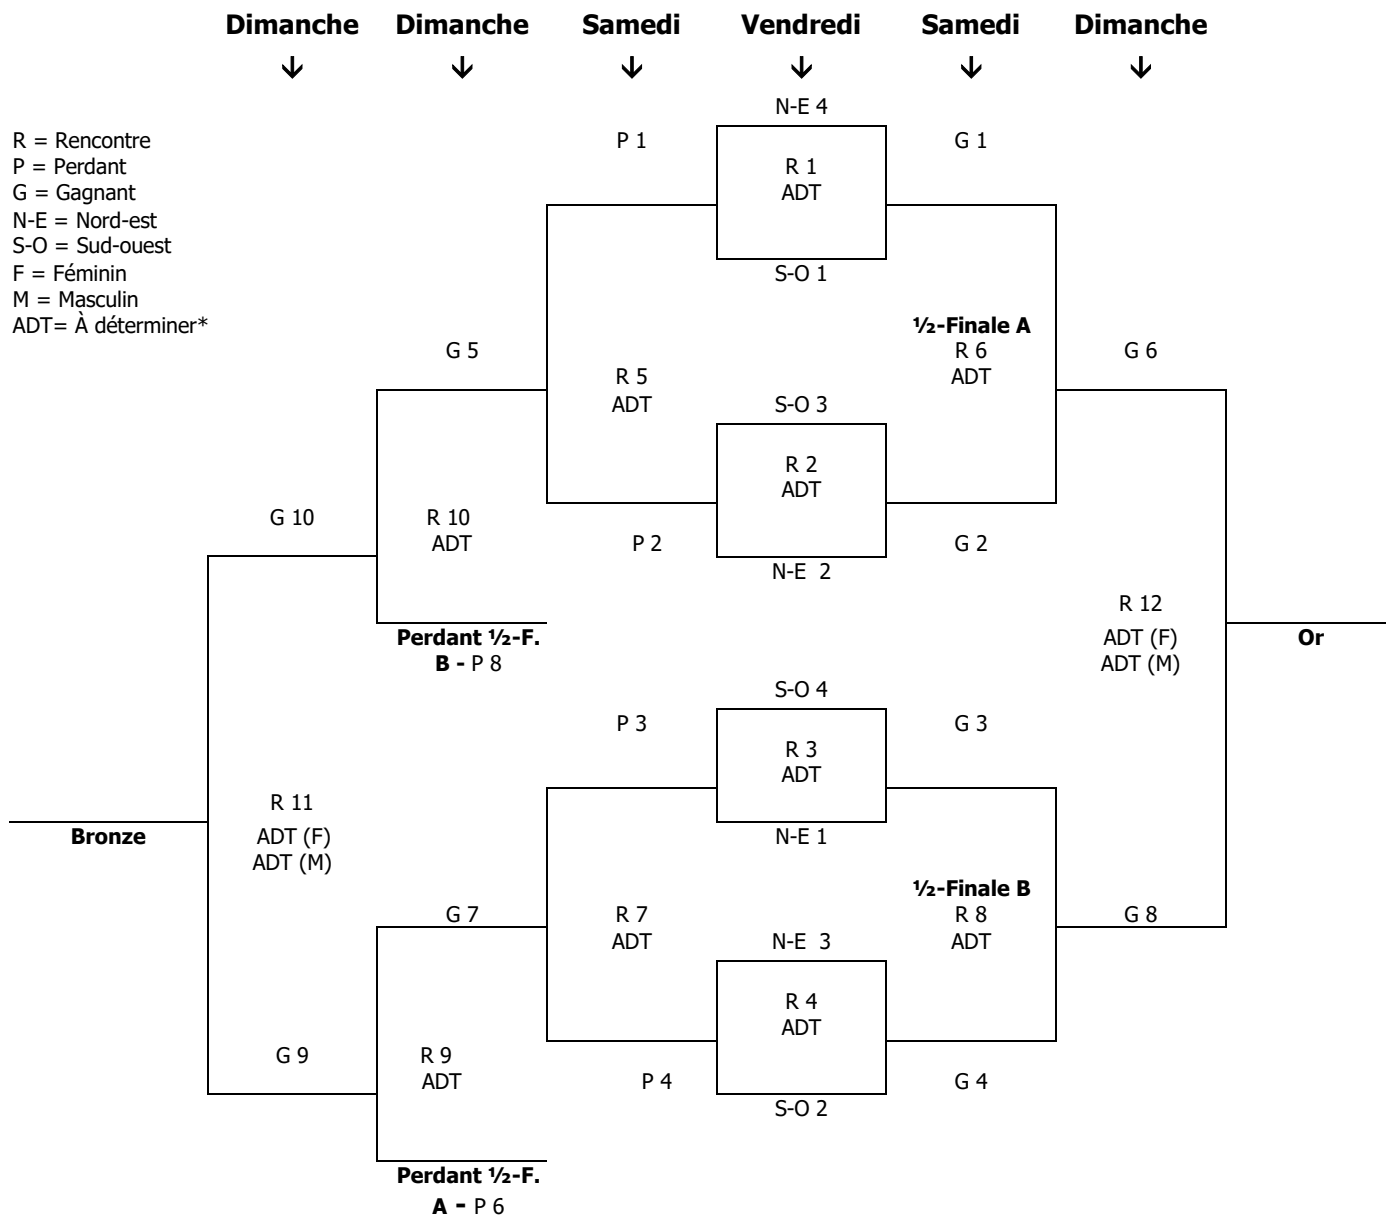 Dimanche Dimanche Samedi Vendredi Samedi Dimanche
R = Rencontre
P = Perdant
G = Gagnant
N-E = Nord-est
S-O = Sud-ouest
F = Féminin
M = Masculin
ADT= À déterminer*
N-E 4
P 1
R 1
ADT
G 1
S-O 1
½-Finale A
R 6
ADT
G 5
G 6
R 5
ADT
S-O 3
R 2
ADT
G 10
R 10
ADT
P 2
G 2
N-E 2
R 12
ADT (F)
ADT (M)
Or
Perdant ½-F.
B - P 8
S-O 4
P 3
R 3
ADT
G 3
R 11
ADT (F)
ADT (M)
Bronze
N-E 1
½-Finale B
R 8
ADT
G 7
G 8
R 7
ADT
N-E 3
R 4
ADT
G 9
R 9
ADT
P 4
G 4
S-O 2
Perdant ½-F.
A - P 6